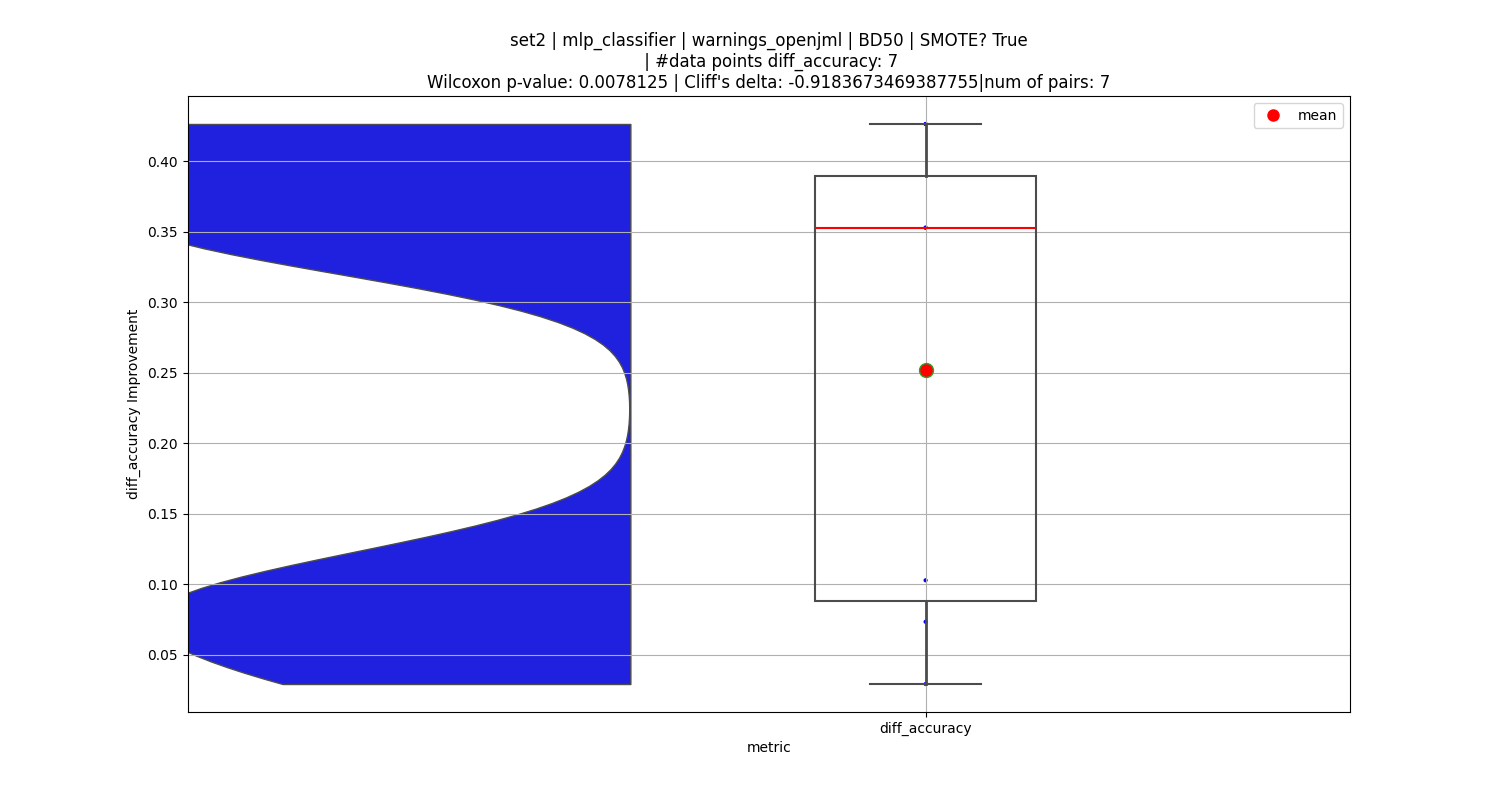 set2 | mlp_classifier | warnings_openjml | BD50 | SMOTE? True
| #data points diff_accuracy: 7
Wilcoxon p-value: 0.0078125 | Cliff's delta: -0.9183673469387755|num of pairs: 7
mean
0.40
0.35
0.30
0.25
0.20
0.15
0.10
0.05
diff_accuracy Improvement
diff_accuracy
metric